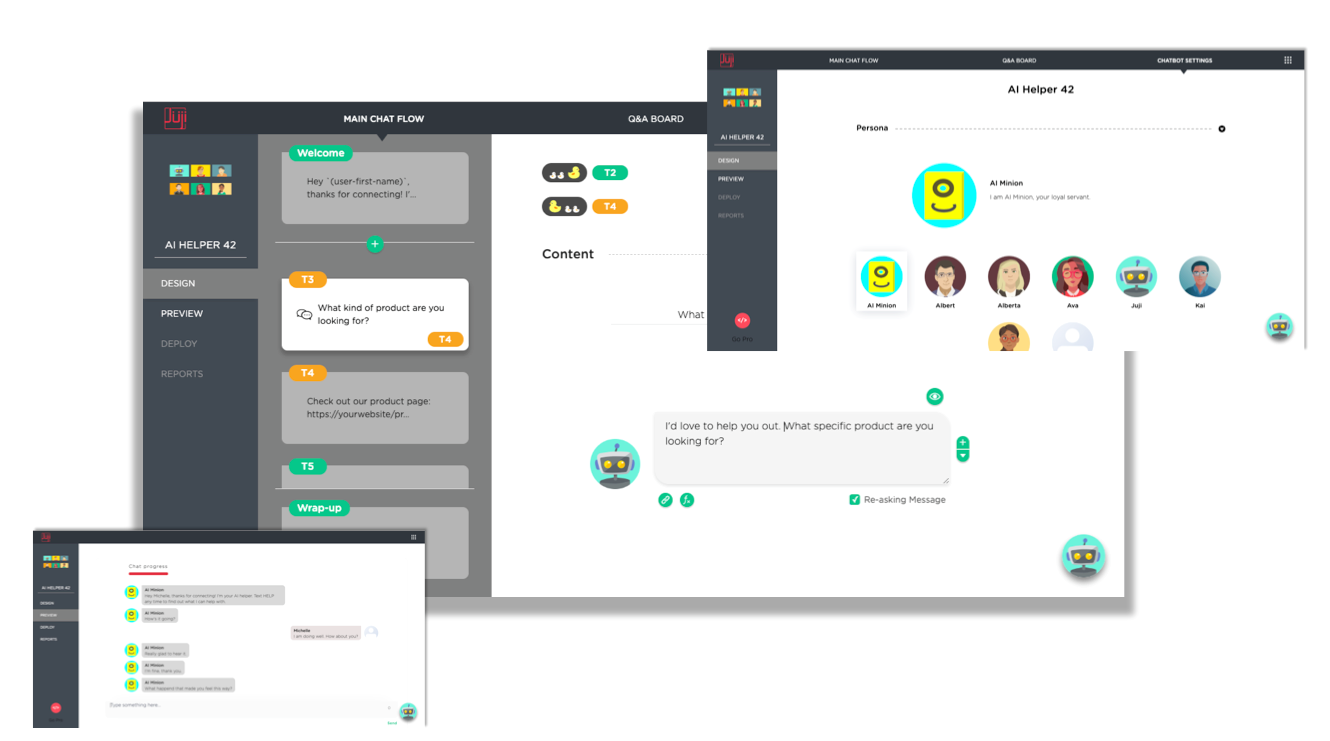 Juji
MAIN CHAT FLOW
Q&A BOARD
AI HELPER 42
DESIGN
PREVIEW
DEPLOY
REPORTS
Welcome
Hey `(user-first-name)`,
thanks for connecting! I'...
T3
What kind of product are you
looking for?
T4
T4
Check out our product page:
https://yourwebsite/pr...
T5
Wrap-up
T2
T4
Content
What
I'd love to help you out. What specific product are you
looking for?
Re-asking Message
Juji
MAIN CHAT FLOW
Q&A BOARD
CHATBOT SETTINGS
AI HELPER 42
DESIGN
PREVIEW
DEPLOY
REPORTS
Go Pro
AI Helper 42
Persona
AI Minion
I am AI Minion, your loyal servant.
AI Minion
Albert
Alberta
Ava
Juji
Kai
Juji
AI HELPER 42
DESIGN
PREVIEW
DEPLOY
REPORTS
Go Pro
Chat progress
AI Minion
Hey Michelle, thanks for connecting! I'm your AI helper. Text HELP
any time to find out what I can help with.
AI Minion
How's it going?
Michelle
I am doing well. How about you?
AI Minion
Really glad to hear it.
AI Minion
I'm fine, thank you.
AI Minion
What happened that made you feel this way?
Type something here..
Send